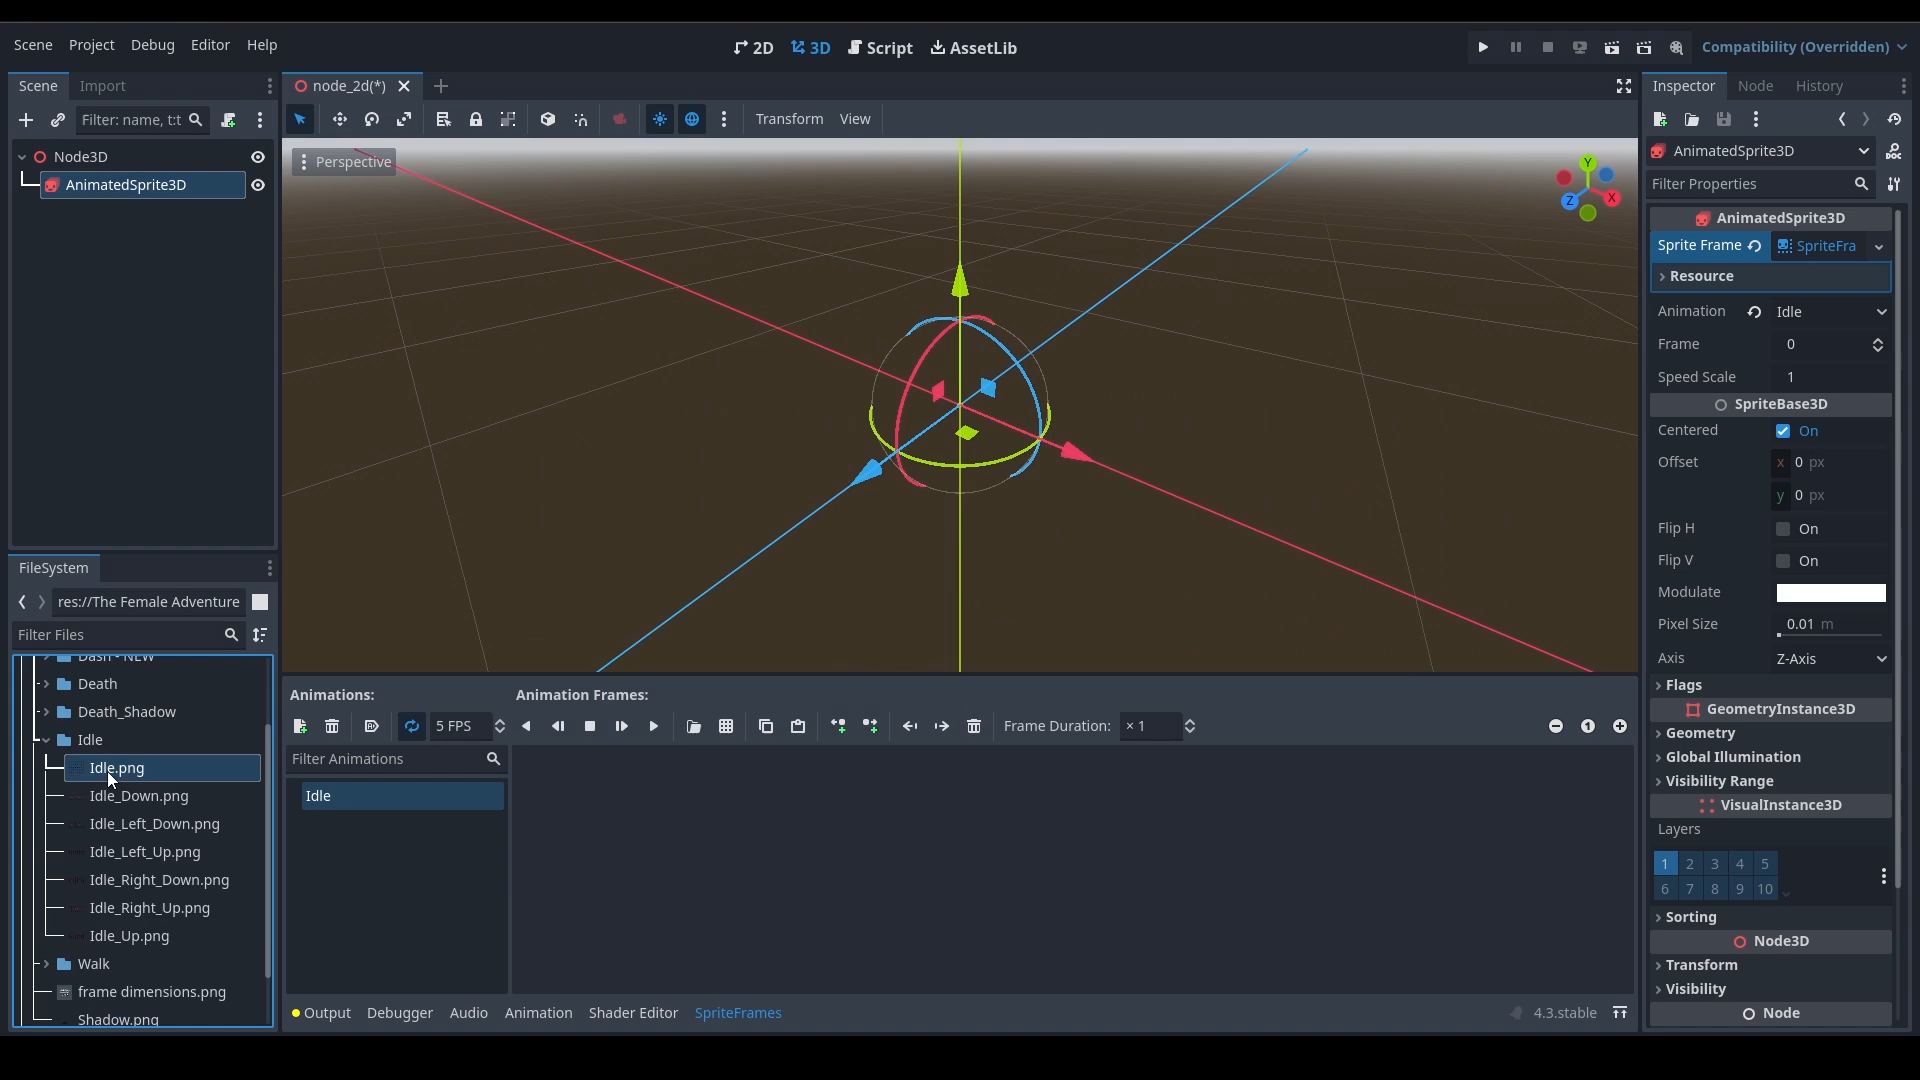 Scene Project Debug Editor Help
2D 3D Script AssetLib
Compatibility (Overridden)
Scene Import
Filter: name, t:t
Node3D
AnimatedSprite3D
FileSystem
res://The Female Adventure
Filter Files
Dash - NEW
Death
Death_Shadow
Idle
Idle.png
Idle_Down.png
Idle_Left_Down.png
Idle_Left_Up.png
Idle_Right_Down.png
Idle_Right_Up.png
Idle_Up.png
Walk
frame dimensions.png
Shadow.png
node_2d(*)
Transform View
Perspective
Y
X
Z
Animations:
Animation Frames:
5 FPS
Frame Duration: × 1
1
Filter Animations
Idle
Output Debugger Audio Animation Shader Editor SpriteFrames
4.3.stable
Inspector Node History
AnimatedSprite3D
DOC
Filter Properties
AnimatedSprite3D
Sprite Frame SpriteFra
Resource
Animation Idle
Frame 0
Speed Scale 1
SpriteBase3D
Centered On
Offset x 0 px
y 0 px
Flip H On
Flip V On
Modulate
Pixel Size 0.01 m
Axis Z-Axis
Flags
GeometryInstance3D
Geometry
Global Illumination
Visibility Range
VisualInstance3D
Layers
1 2 3 4 5
6 7 8 9 10
Sorting
Node3D
Transform
Visibility
Node